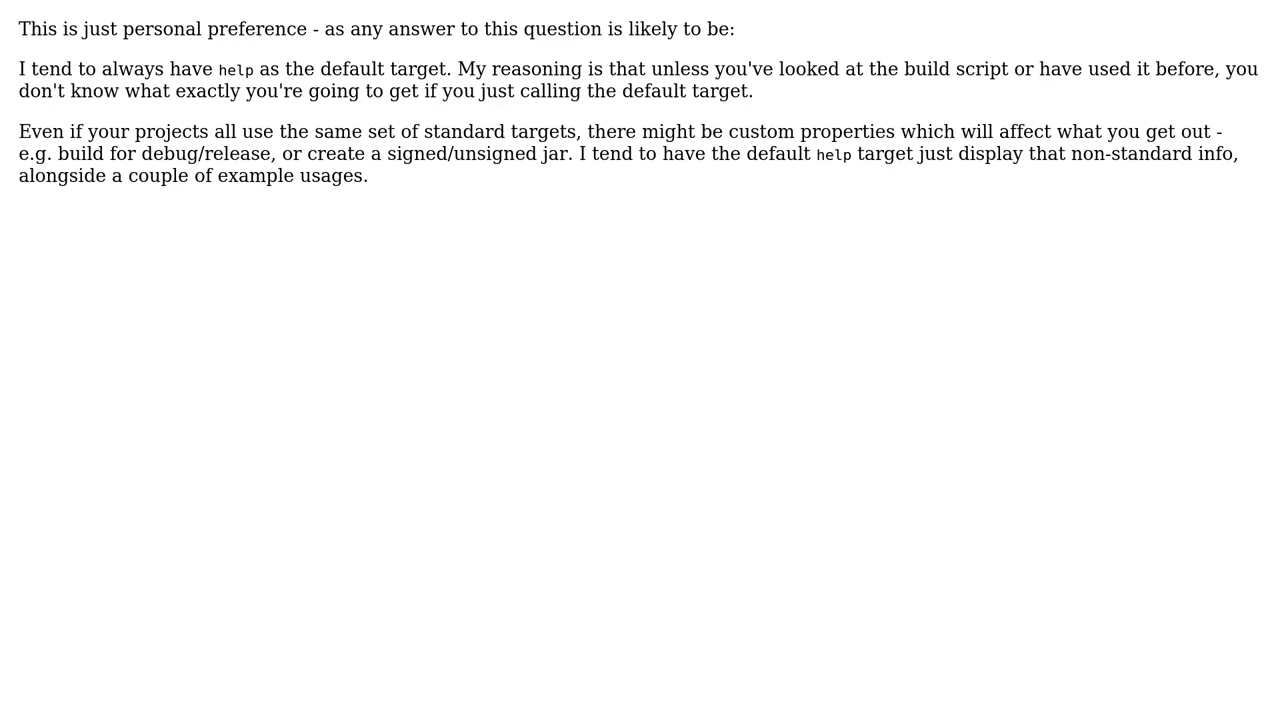 This is just personal preference - as any answer to this question is likely to be:
I tend to always have help as the default target. My reasoning is that unless you've looked at the build script or have used it before, you
don't know what exactly you're going to get if you just calling the default target.
Even if your projects all use the same set of standard targets, there might be custom properties which will affect what you get out -
e.g. build for debug/release, or create a signed/unsigned jar. I tend to have the default help target just display that non-standard info,
alongside a couple of example usages.